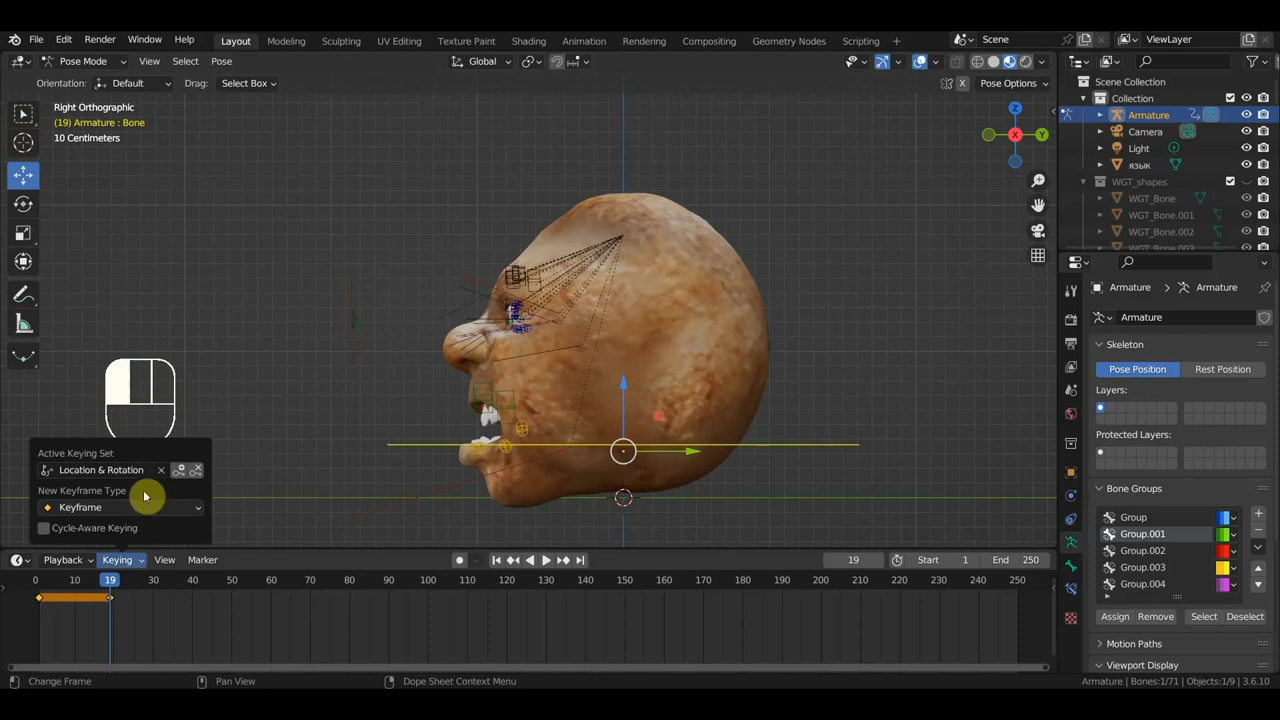 File Edit Render Window Help Layout Modeling Sculpting UV Editing Texture Paint Shading Animation Rendering Compositing Geometry Nodes Scripting + Scene ViewLayer
Pose Mode View Select Pose Global X Pose Options
Orientation: Default Drag: Select Box
Right Orthographic
(19) Armature : Bone
10 Centimeters
Z
X
Y
Scene Collection
Collection
Armature
Camera
Light
язык
WGT_shapes
WGT_Bone
WGT_Bone.001
WGT_Bone.002
WGT_Bone.003
Armature Armature
Armature
Skeleton
Pose Position Rest Position
Layers:
Protected Layers:
Bone Groups
Group
Group.001
Group.002
Group.003
Group.004
Assign Remove Select Deselect
Motion Paths
Viewport Display
Active Keying Set
Location & Rotation
New Keyframe Type
Keyframe
Cycle-Aware Keying
Playback Keying View Marker 19 Start 1 End 250
0 10 19 30 40 50 60 70 80 90 100 110 120 130 140 150 160 170 180 190 200 210 220 230 240 250
Change Frame Pan View Dope Sheet Context Menu Armature | Bones:1/71 | Objects:1/9 | 3.6.10